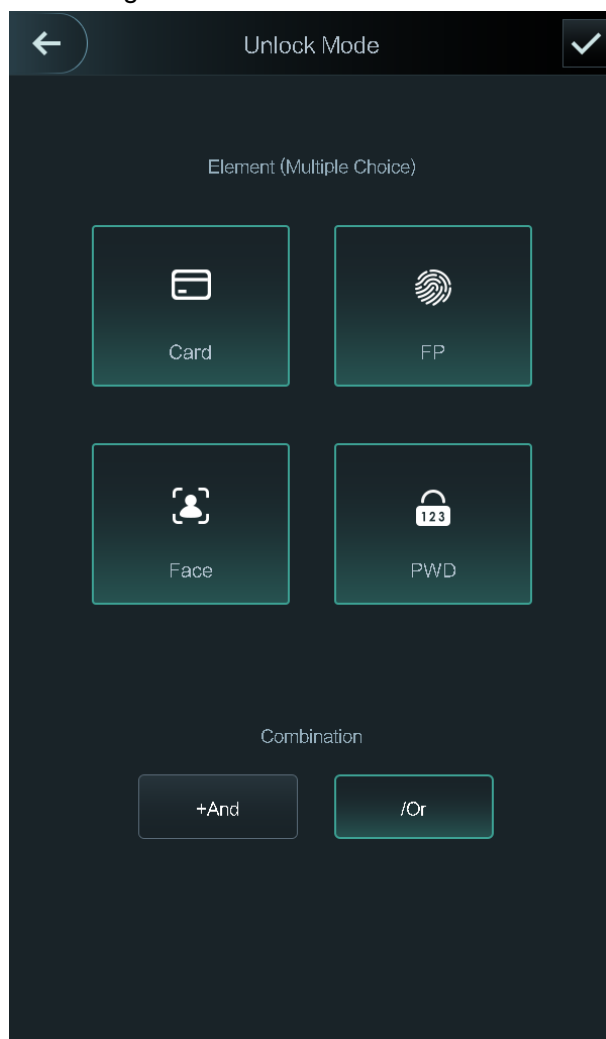 Unlock Mode
Element (Multiple Choice)
Card
FP
Face
123
PWD
Combination
+And
/Or